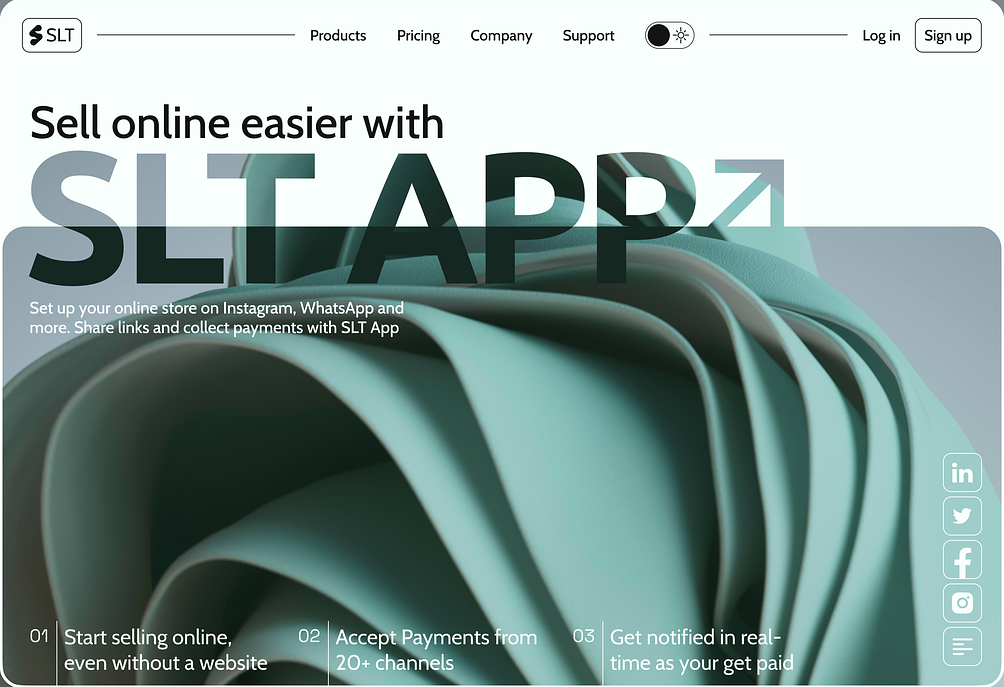 SLT
Products
Pricing
Company
Support
Log in
Sign up
Sell online easier with
SLT APP
Set up your online store on Instagram, WhatsApp and
more. Share links and collect payments with SLT App
in
01
Start selling online,
even without a website
02
Accept Payments from
20+ channels
03
Get notified in real-
time as your get paid